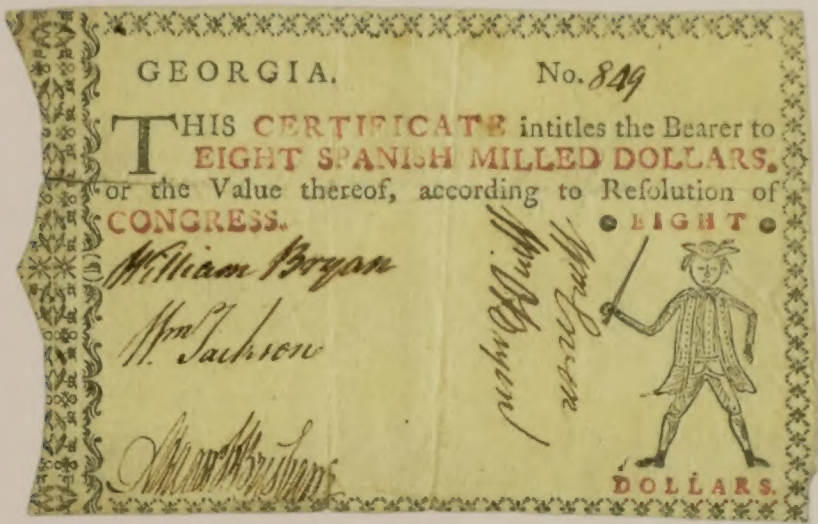 GEORGIA. No. 849
THIS CERTIFICATE intitles the Bearer to
EIGHT SPANISH MILLED DOLLARS,
or the Value thereof, according to Reſolution of
CONGRESS.
EIGHT
William Bryan
Wm Jackson
DOLLARS.